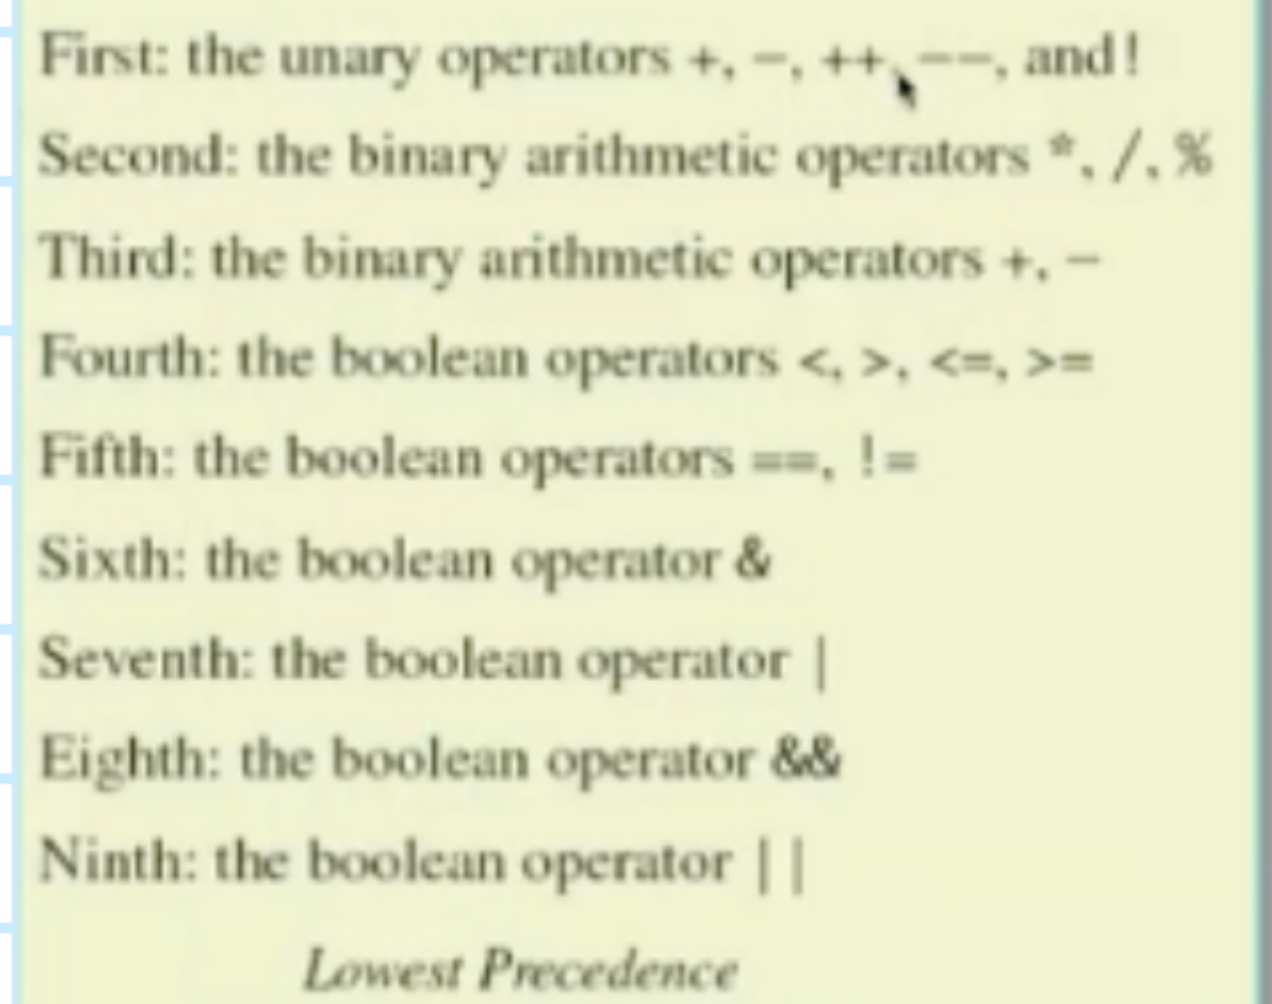 First: the unary operators +, −, ++, −−, and !
Second: the binary arithmetic operators *, /, %
Third: the binary arithmetic operators +, −
Fourth: the boolean operators <, >, <=, >=
Fifth: the boolean operators ==, !=
Sixth: the boolean operator &
Seventh: the boolean operator |
Eighth: the boolean operator &&
Ninth: the boolean operator ||
Lowest Precedence